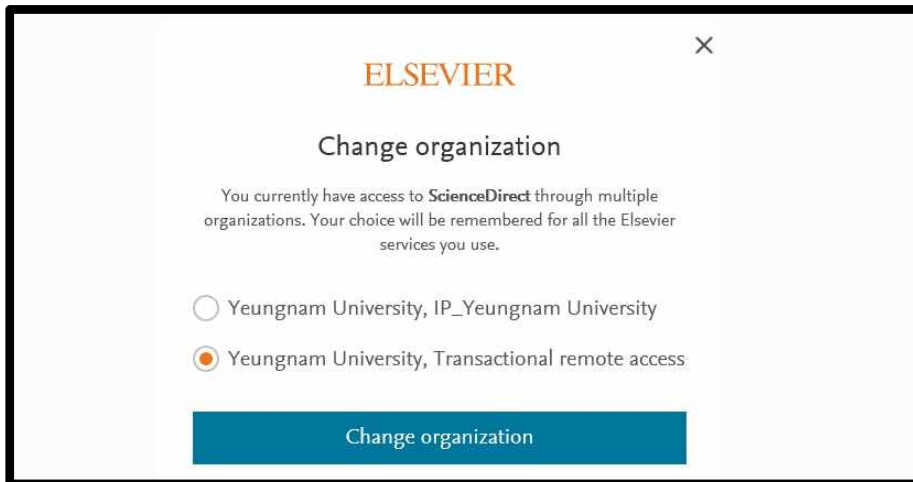 ELSEVIER
Change organization
You currently have access to ScienceDirect through multiple
organizations. Your choice will be remembered for all the Elsevier
services you use.
Yeungnam University, IP_Yeungnam University
Yeungnam University, Transactional remote access
Change organization